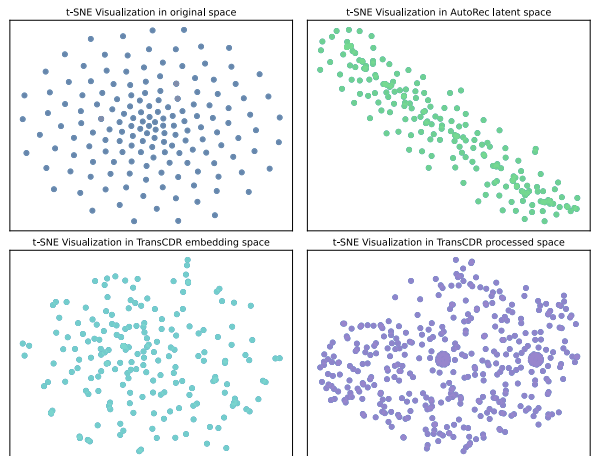 t-SNE Visualization in original space
t-SNE Visualization in AutoRec latent space
t-SNE Visualization in TransCDR embedding space
t-SNE Visualization in TransCDR processed space